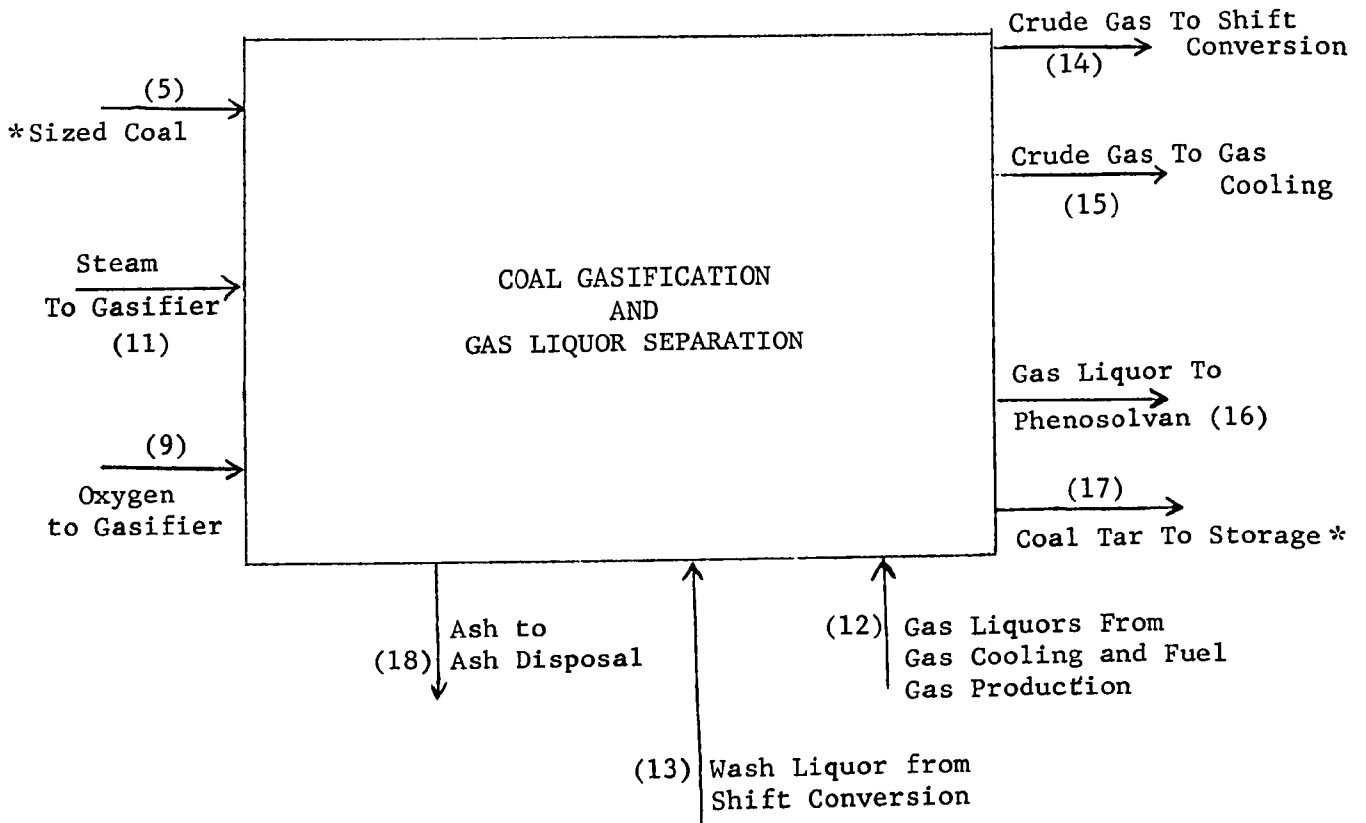 Crude Gas To Shift
Conversion
(14)
(5)
*Sized Coal
Crude Gas To Gas
Cooling
(15)
Steam
To Gasifier
(11)
COAL GASIFICATION
AND
GAS LIQUOR SEPARATION
Gas Liquor To
Phenosolvan (16)
(9)
Oxygen
to Gasifier
(17)
Coal Tar To Storage *
Ash to
(18) Ash Disposal
(12) Gas Liquors From
Gas Cooling and Fuel
Gas Production
(13) Wash Liquor from
Shift Conversion